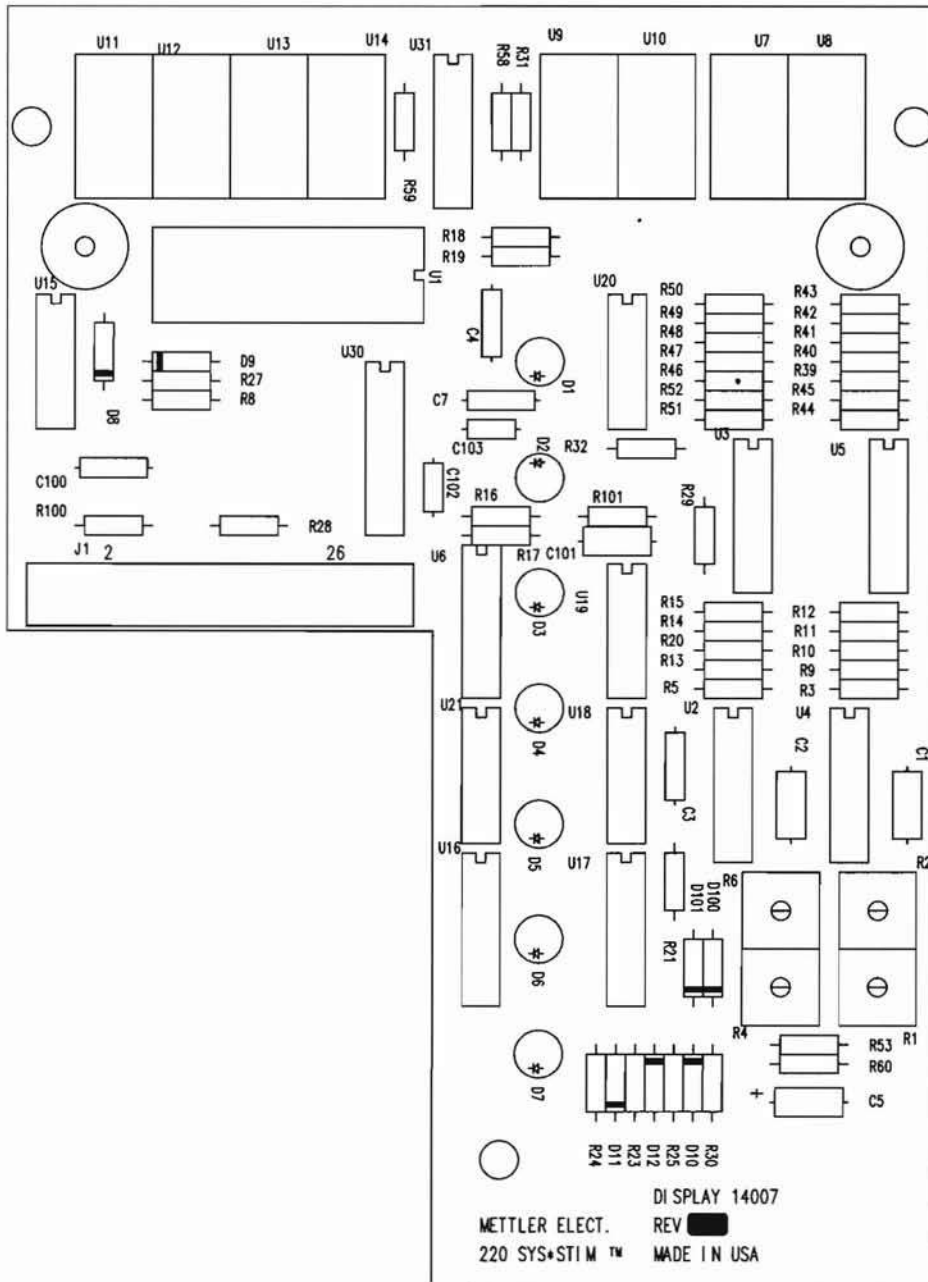 U11 U12 U13 U14 U31 R58 R31 U9 U10 U7 U8
R59
R18
R19
U1
U15
C4
U20
R50 R43
R49 R42
R48 R41
R47 R40
R46 R39
R52 R45
R51 R44
U30
D9
R27
R8
D8
C7
D1
C103
D2
R32
U3
U5
C100
C102
R16
R101
R29
R100
R28
J1 2 26
U6
R17
C101
D3
U19
R15 R12
R14 R11
R20 R10
R13 R9
R5 R3
U21
D4
U18
U2
U4
C2
C1
C3
U16
D5
U17
D101
D100
R6
R2
R21
D6
R4
R1
R53
R60
D7
+
C5
R24 D11 R23 D12 R25 D10 R30
DISPLAY 14007
METTLER ELECT. REV
220 SYS*STIM ™ MADE IN USA